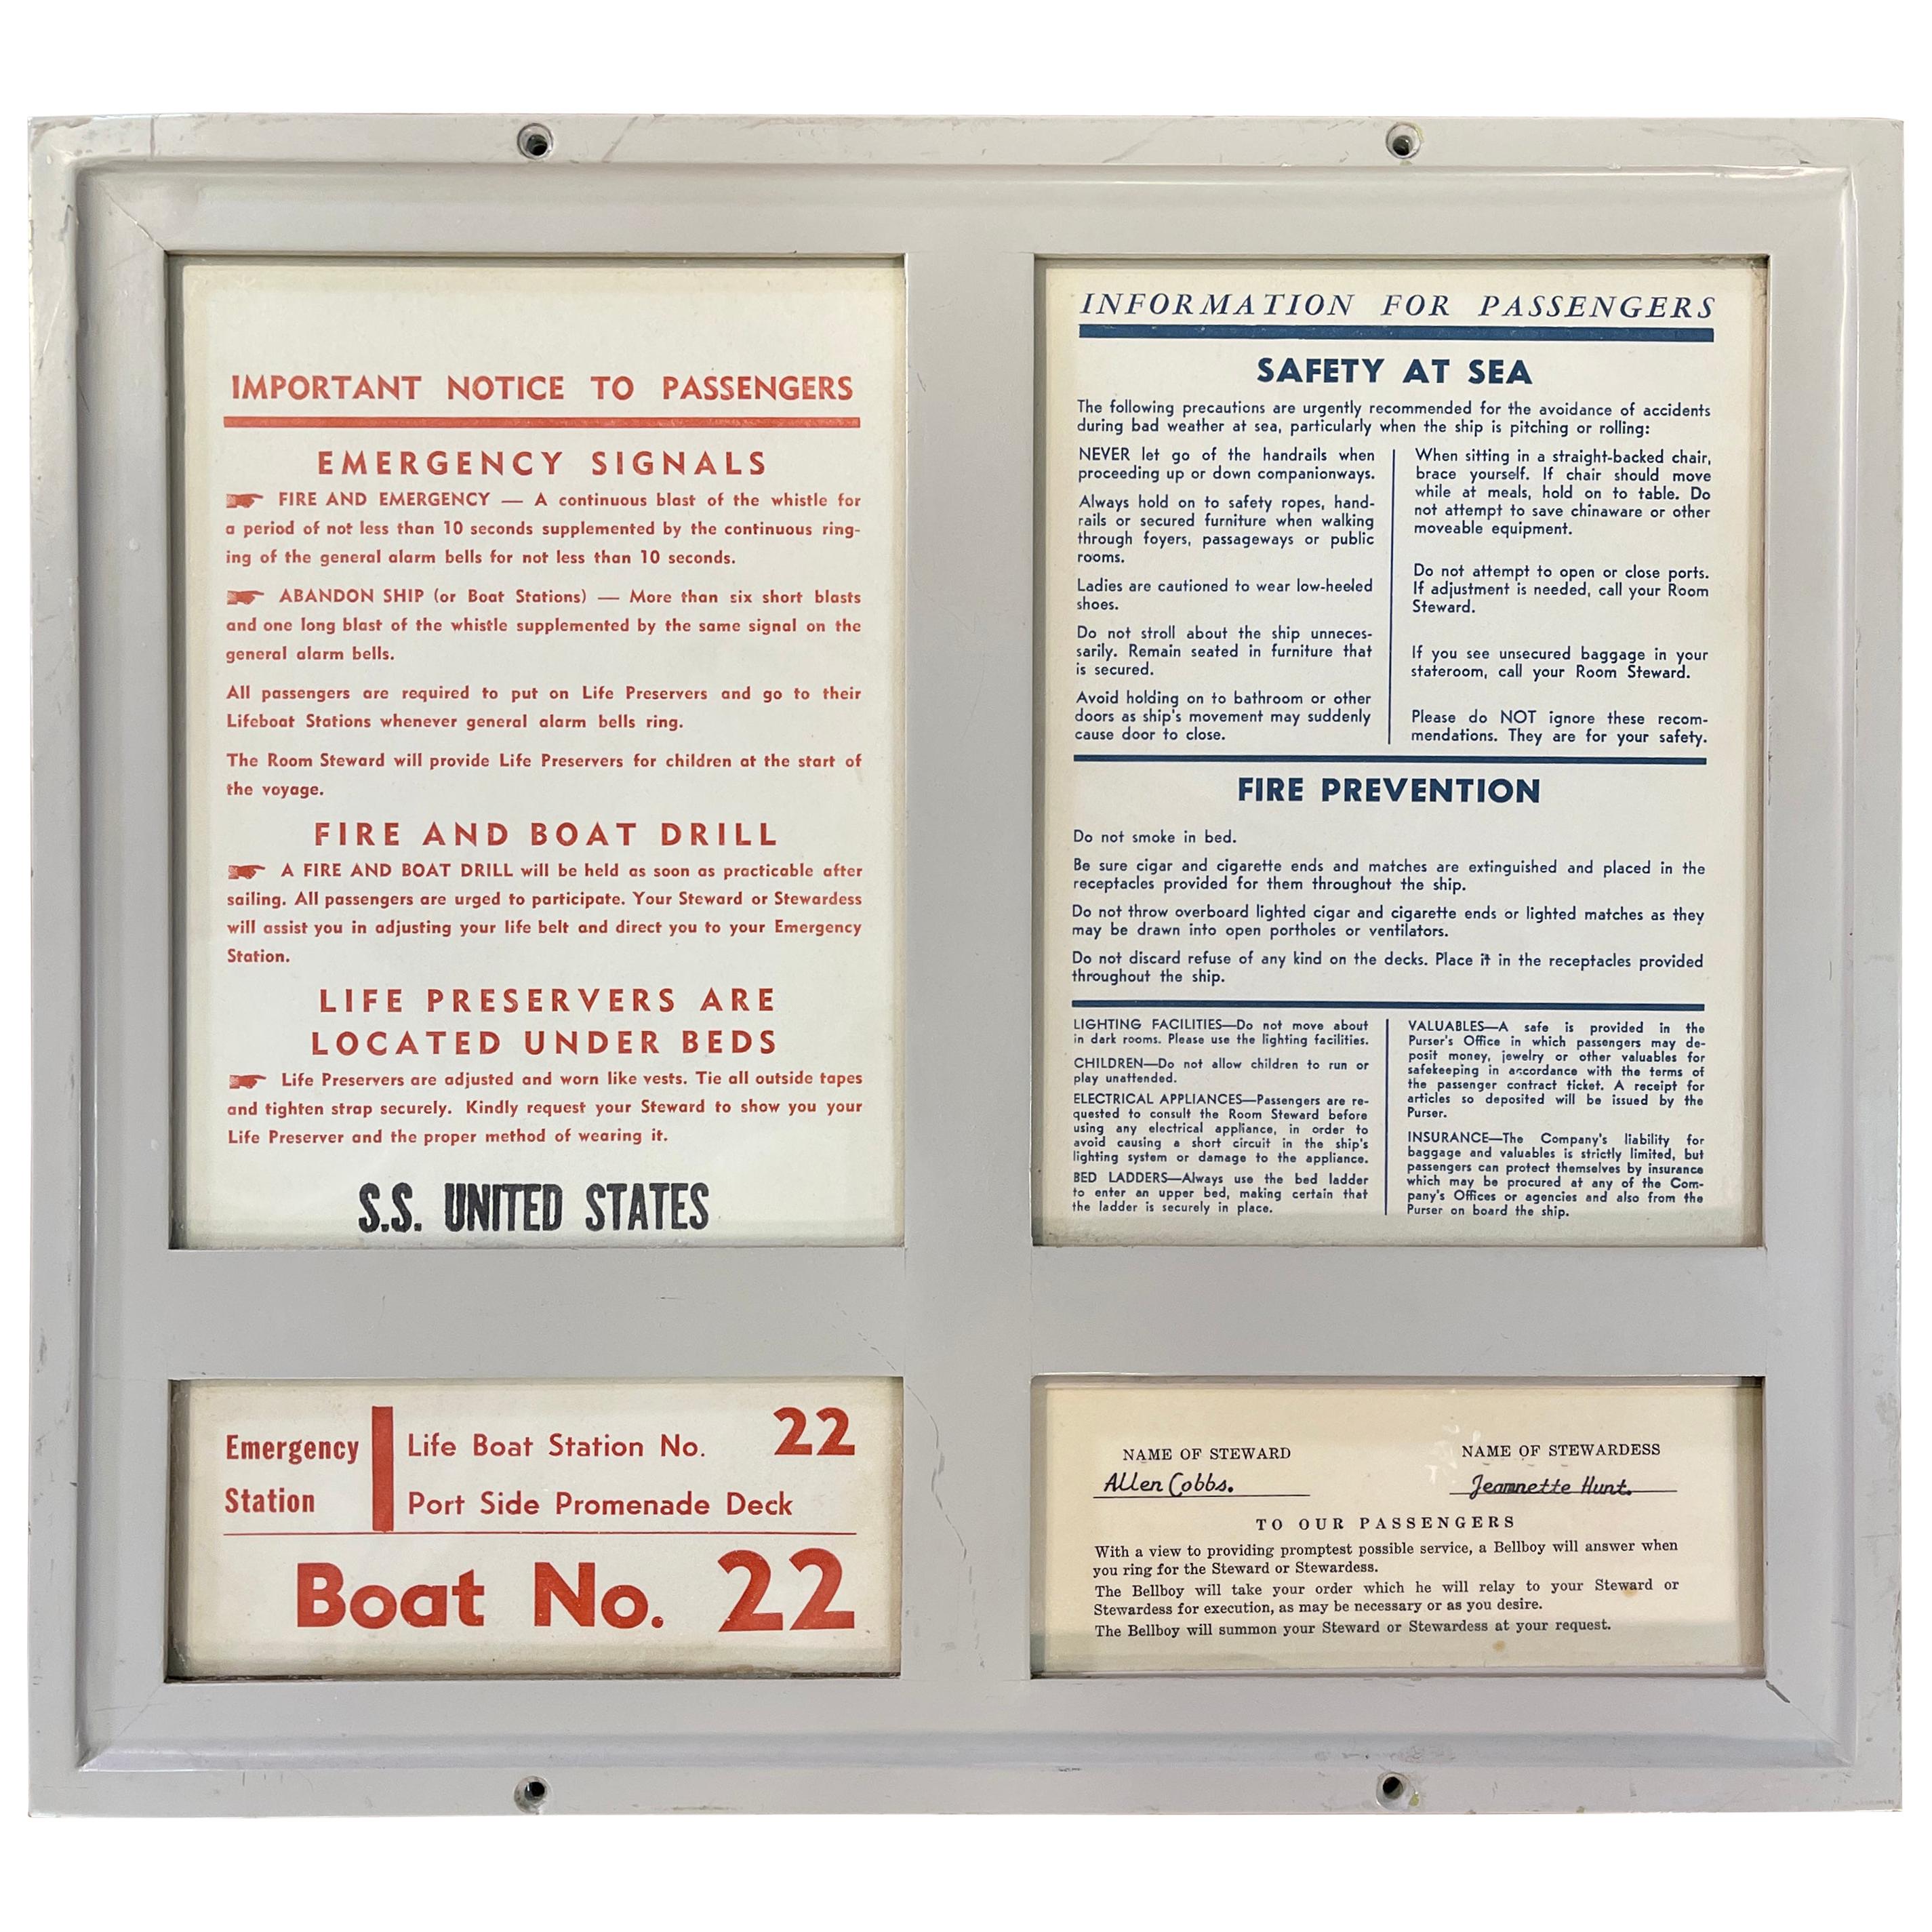 IMPORTANT NOTICE TO PASSENGERS
EMERGENCY SIGNALS
FIRE AND EMERGENCY — A continuous blast of the whistle for
a period of not less than 10 seconds supplemented by the continuous ring-
ing of the general alarm bells for not less than 10 seconds.
ABANDON SHIP (or Boat Stations) — More than six short blasts
and one long blast of the whistle supplemented by the same signal on the
general alarm bells.
All passengers are required to put on Life Preservers and go to their
Lifeboat Stations whenever general alarm bells ring.
The Room Steward will provide Life Preservers for children at the start of
the voyage.
FIRE AND BOAT DRILL
A FIRE AND BOAT DRILL will be held as soon as practicable after
sailing. All passengers are urged to participate. Your Steward or Stewardess
will assist you in adjusting your life belt and direct you to your Emergency
Station.
LIFE PRESERVERS ARE
LOCATED UNDER BEDS
Life Preservers are adjusted and worn like vests. Tie all outside tapes
and tighten strap securely. Kindly request your Steward to show you your
Life Preserver and the proper method of wearing it.
S.S. UNITED STATES
INFORMATION FOR PASSENGERS
SAFETY AT SEA
The following precautions are urgently recommended for the avoidance of accidents
during bad weather at sea, particularly when the ship is pitching or rolling:
NEVER let go of the handrails when
proceeding up or down companionways.
Always hold on to safety ropes, hand-
rails or secured furniture when walking
through foyers, passageways or public
rooms.
Ladies are cautioned to wear low-heeled
shoes.
Do not stroll about the ship unneces-
sarily. Remain seated in furniture that
is secured.
Avoid holding on to bathroom or other
doors as ship's movement may suddenly
cause door to close.
When sitting in a straight-backed chair,
brace yourself. If chair should move
while at meals, hold on to table. Do
not attempt to save chinaware or other
moveable equipment.
Do not attempt to open or close ports.
If adjustment is needed, call your Room
Steward.
If you see unsecured baggage in your
stateroom, call your Room Steward.
Please do NOT ignore these recom-
mendations. They are for your safety.
FIRE PREVENTION
Do not smoke in bed.
Be sure cigar and cigarette ends and matches are extinguished and placed in the
receptacles provided for them throughout the ship.
Do not throw overboard lighted cigar and cigarette ends or lighted matches as they
may be drawn into open portholes or ventilators.
Do not discard refuse of any kind on the decks. Place it in the receptacles provided
throughout the ship.
LIGHTING FACILITIES—Do not move about
in dark rooms. Please use the lighting facilities.
CHILDREN—Do not allow children to run or
play unattended.
ELECTRICAL APPLIANCES—Passengers are re-
quested to consult the Room Steward before
using any electrical appliance, in order to
avoid causing a short circuit in the ship's
lighting system or damage to the appliance.
BED LADDERS—Always use the bed ladder
to enter an upper bed, making certain that
the ladder is securely in place.
VALUABLES—A safe is provided in the
Purser's Office in which passengers may de-
posit money, jewelry or other valuables for
safekeeping in accordance with the terms of
the passenger contract ticket. A receipt for
articles so deposited will be issued by the
Purser.
INSURANCE—The Company's liability for
baggage and valuables is strictly limited, but
passengers can protect themselves by insurance
which may be procured at any of the Com-
pany's Offices or agencies and also from the
Purser on board the ship.
Emergency
Station
Life Boat Station No. 22
Port Side Promenade Deck
Boat No. 22
NAME OF STEWARD
Allen Cobbs.
NAME OF STEWARDESS
Jeannette Hunt.
TO OUR PASSENGERS
With a view to providing promptest possible service, a Bellboy will answer when
you ring for the Steward or Stewardess.
The Bellboy will take your order which he will relay to your Steward or
Stewardess for execution, as may be necessary or as you desire.
The Bellboy will summon your Steward or Stewardess at your request.